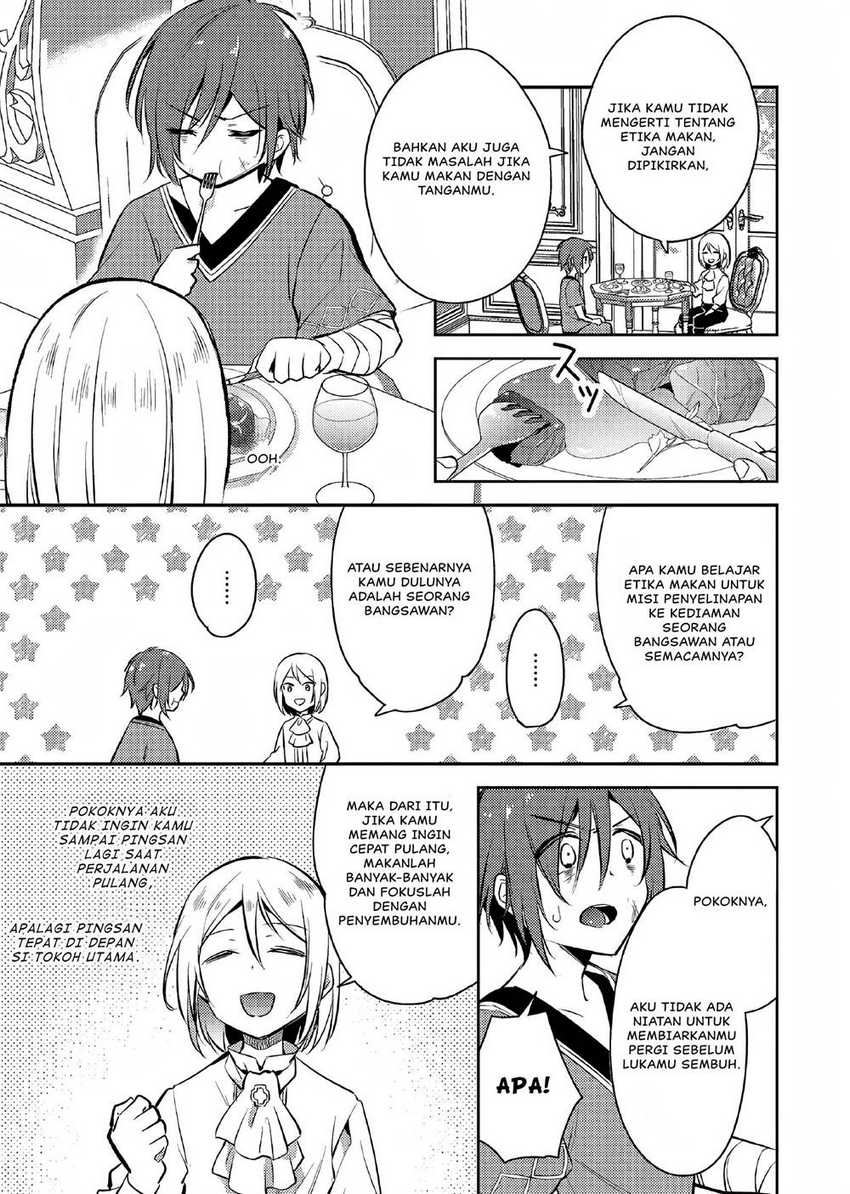 JIKA KAMU TIDAK
MENGERTI TENTANG
ETIKA MAKAN,
JANGAN
DIPIKIRKAN,
BAHKAN AKU JUGA
TIDAK MASALAH JIKA
KAMU MAKAN DENGAN
TANGANMU.
スッ
OOH.
APA KAMU BELAJAR
ETIKA MAKAN UNTUK
MISI PENYELINAPAN
KE KEDIAMAN
SEORANG
BANGSAWAN ATAU
SEMACAMNYA?
………
ATAU SEBENARNYA
KAMU DULUNYA
ADALAH SEORANG
BANGSAWAN?
………
POKOKNYA,
AKU TIDAK ADA
NIATAN UNTUK
MEMBIARKANMU
PERGI SEBELUM
LUKAMU SEMBUH.
APA!
MAKA DARI ITU,
JIKA KAMU
MEMANG INGIN
CEPAT PULANG,
MAKANLAH
BANYAK-BANYAK
DAN FOKUSLAH
DENGAN
PENYEMBUHANMU.
POKOKNYA AKU
TIDAK INGIN KAMU
SAMPAI PINGSAN
LAGI SAAT
PERJALANAN
PULANG,
APALAGI PINGSAN
TEPAT DI DEPAN
SI TOKOH UTAMA.